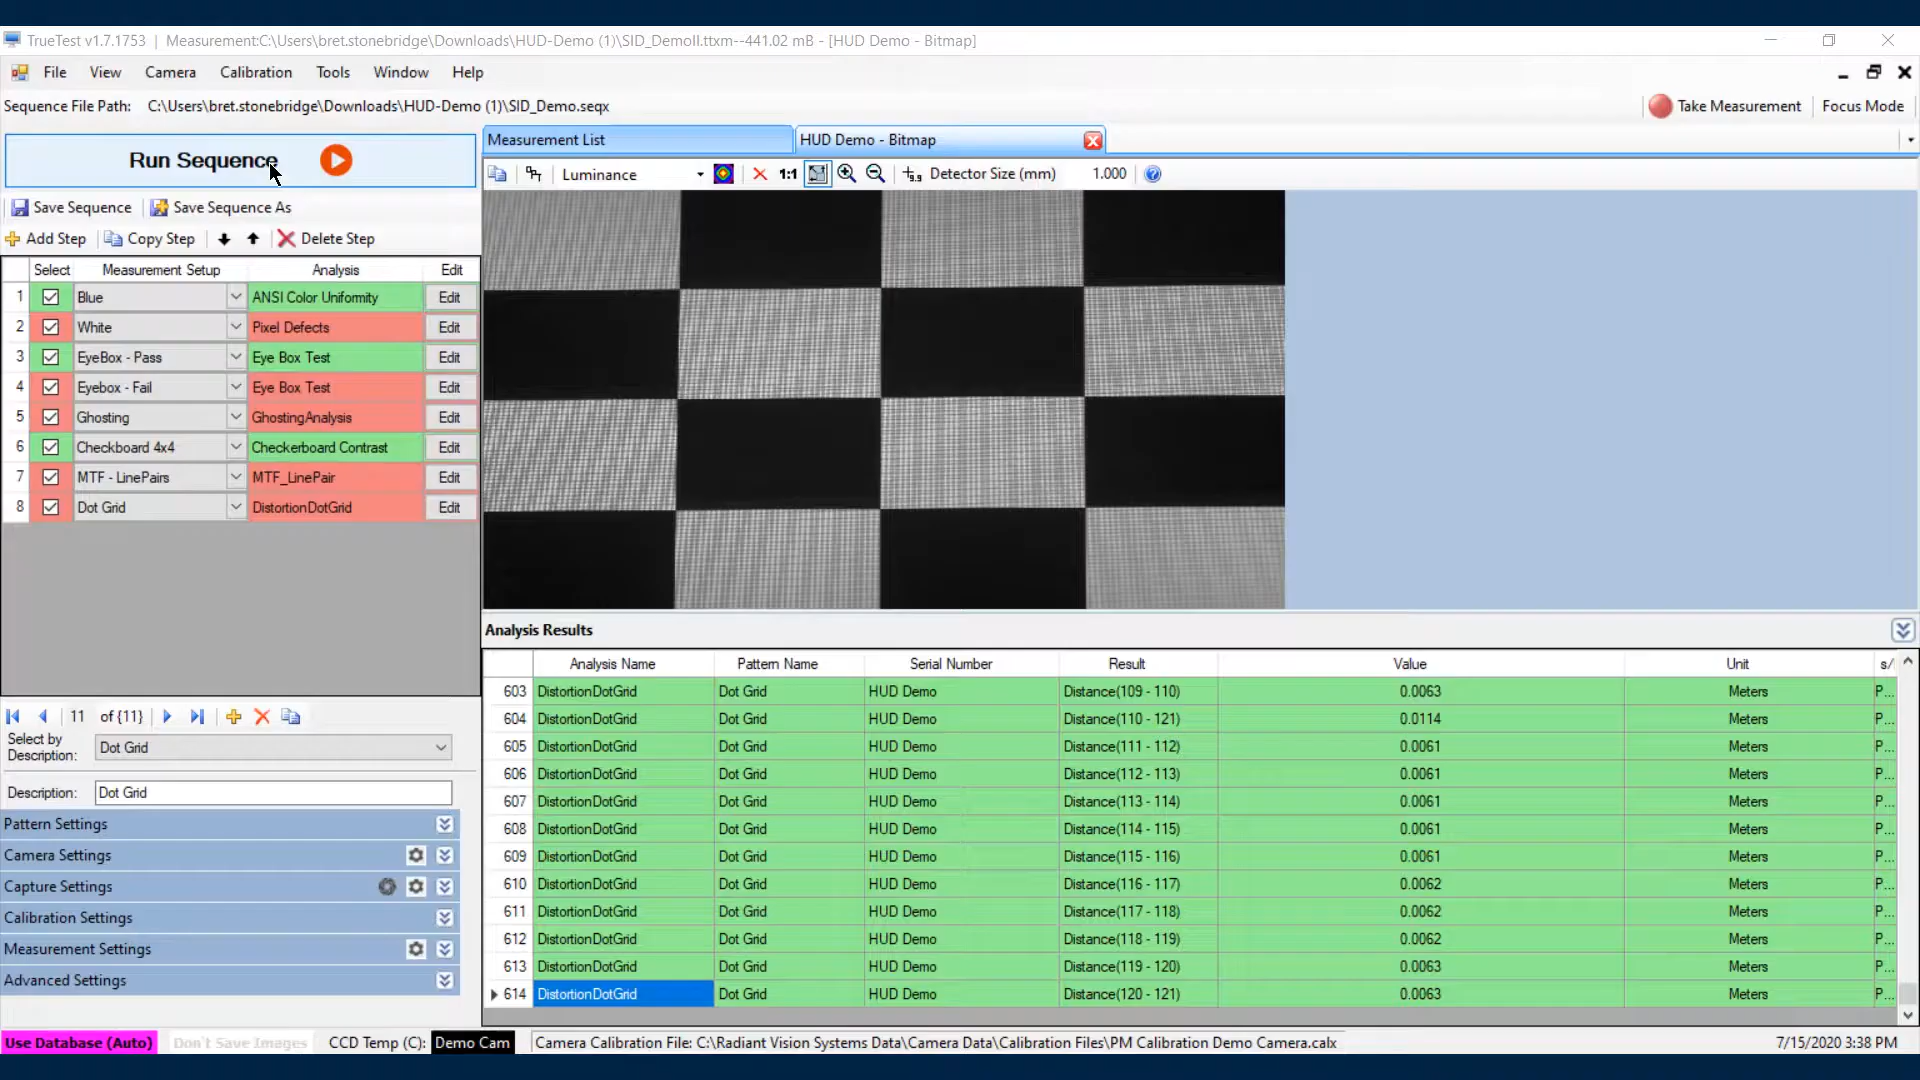 TrueTest v1.7.1753 | Measurement:C:\Users\bret.stonebridge\Downloads\HUD-Demo (1)\SID_DemoII.ttxm--441.02 mB - [HUD Demo - Bitmap]
File View Camera Calibration Tools Window Help
Sequence File Path: C:\Users\bret.stonebridge\Downloads\HUD-Demo (1)\SID_Demo.seqx
Take Measurement Focus Mode
Run Sequence
Save Sequence Save Sequence As
Add Step Copy Step Delete Step
Select Measurement Setup Analysis Edit
1 Blue ANSI Color Uniformity Edit
2 White Pixel Defects Edit
3 EyeBox - Pass Eye Box Test Edit
4 Eyebox - Fail Eye Box Test Edit
5 Ghosting GhostingAnalysis Edit
6 Checkboard 4x4 Checkerboard Contrast Edit
7 MTF - LinePairs MTF_LinePair Edit
8 Dot Grid DistortionDotGrid Edit
11 of {11}
Select by Description: Dot Grid
Description: Dot Grid
Pattern Settings
Camera Settings
Capture Settings
Calibration Settings
Measurement Settings
Advanced Settings
Measurement List HUD Demo - Bitmap
Luminance 1:1 Detector Size (mm) 1.000
Analysis Results
Analysis Name Pattern Name Serial Number Result Value Unit s/
603 DistortionDotGrid Dot Grid HUD Demo Distance(109 - 110) 0.0063 Meters P...
604 DistortionDotGrid Dot Grid HUD Demo Distance(110 - 121) 0.0114 Meters P...
605 DistortionDotGrid Dot Grid HUD Demo Distance(111 - 112) 0.0061 Meters P...
606 DistortionDotGrid Dot Grid HUD Demo Distance(112 - 113) 0.0061 Meters P...
607 DistortionDotGrid Dot Grid HUD Demo Distance(113 - 114) 0.0061 Meters P...
608 DistortionDotGrid Dot Grid HUD Demo Distance(114 - 115) 0.0061 Meters P...
609 DistortionDotGrid Dot Grid HUD Demo Distance(115 - 116) 0.0061 Meters P...
610 DistortionDotGrid Dot Grid HUD Demo Distance(116 - 117) 0.0062 Meters P...
611 DistortionDotGrid Dot Grid HUD Demo Distance(117 - 118) 0.0062 Meters P...
612 DistortionDotGrid Dot Grid HUD Demo Distance(118 - 119) 0.0062 Meters P...
613 DistortionDotGrid Dot Grid HUD Demo Distance(119 - 120) 0.0063 Meters P...
614 DistortionDotGrid Dot Grid HUD Demo Distance(120 - 121) 0.0063 Meters P...
Use Database (Auto) Don't Save Images CCD Temp (C): Demo Cam Camera Calibration File: C:\Radiant Vision Systems Data\Camera Data\Calibration Files\PM Calibration Demo Camera.calx 7/15/2020 3:38 PM